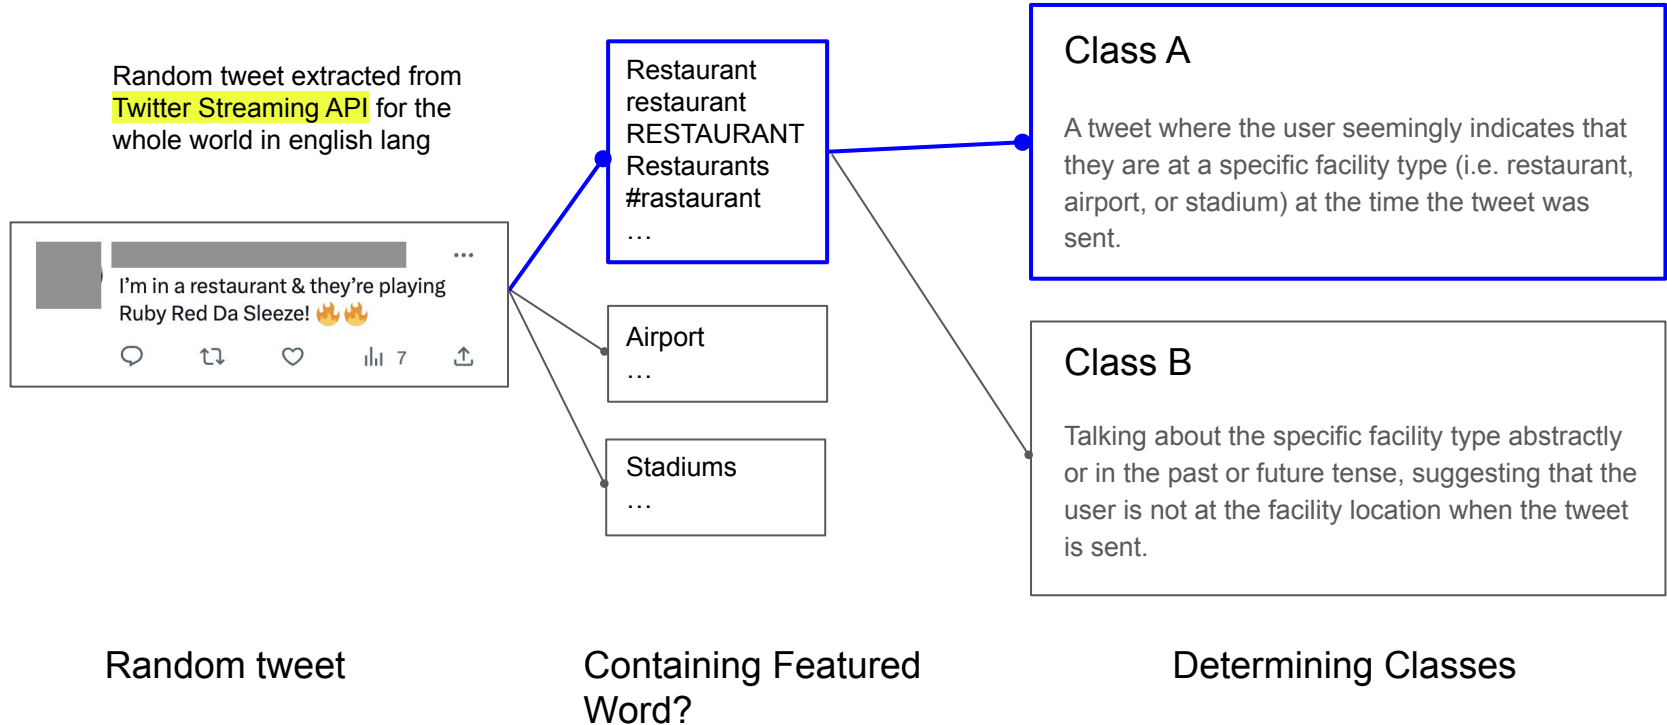 Random tweet extracted from
Twitter Streaming API for the
whole world in english lang
I'm in a restaurant & they're playing
Ruby Red Da Sleeze! 🔥🔥
7
Restaurant
restaurant
RESTAURANT
Restaurants
#rastaurant
…
Airport
…
Stadiums
…
Class A
A tweet where the user seemingly indicates that
they are at a specific facility type (i.e. restaurant,
airport, or stadium) at the time the tweet was
sent.
Class B
Talking about the specific facility type abstractly
or in the past or future tense, suggesting that the
user is not at the facility location when the tweet
is sent.
Random tweet
Containing Featured
Word?
Determining Classes